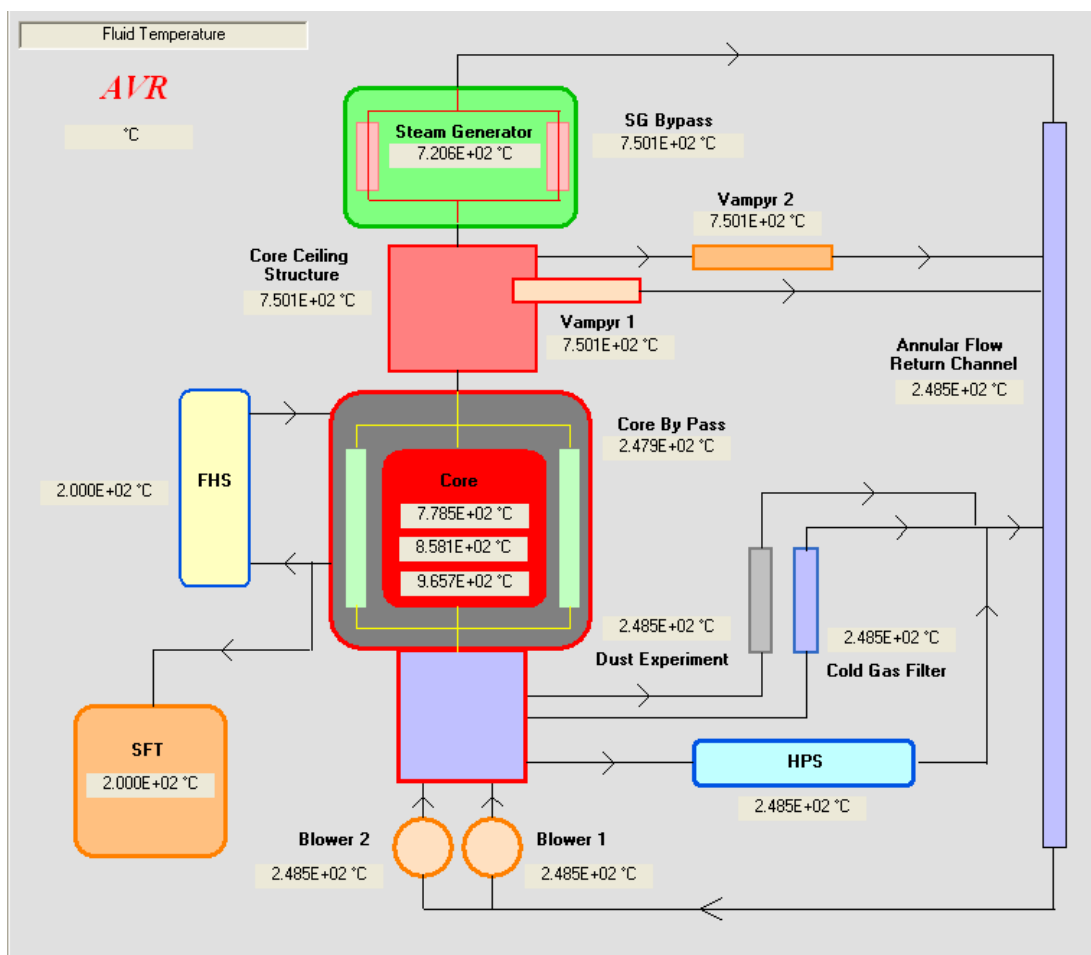 Fluid Temperature
AVR
°C
Steam Generator
7.206E+02 °C
SG Bypass
7.501E+02 °C
Vampyr 2
7.501E+02 °C
Core Ceiling
Structure
7.501E+02 °C
Vampyr 1
7.501E+02 °C
Annular Flow
Return Channel
2.485E+02 °C
Core By Pass
2.479E+02 °C
FHS
2.000E+02 °C
Core
7.785E+02 °C
8.581E+02 °C
9.657E+02 °C
2.485E+02 °C
Dust Experiment
2.485E+02 °C
Cold Gas Filter
SFT
2.000E+02 °C
HPS
2.485E+02 °C
Blower 2
2.485E+02 °C
Blower 1
2.485E+02 °C